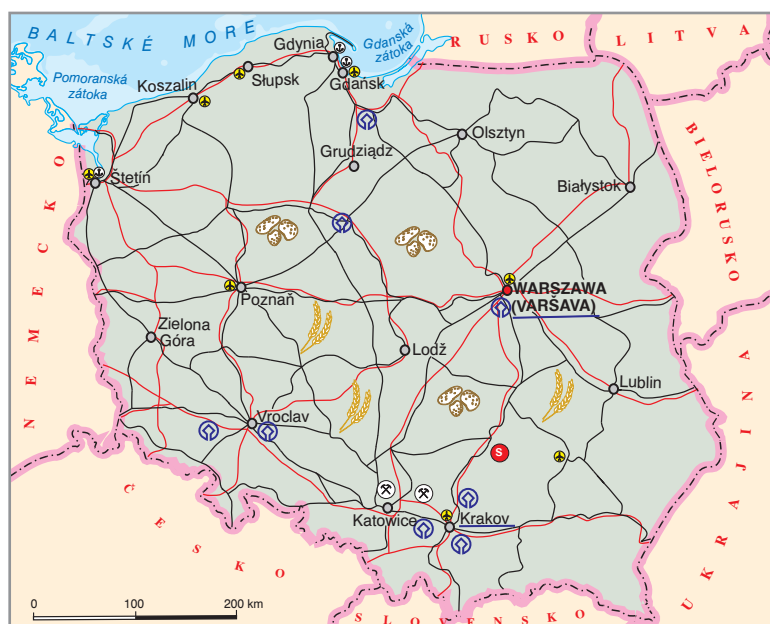 BALTSKÉ MORE
Gdanská
zátoka
RUSKO
LITVA
Gdynia
Pomoranská
zátoka
Koszalin
Słupsk
Gdaňsk
BIELORUSKO
Olsztyn
Grudziądz
Štetín
Białystok
NEMECKO
WARSZAWA
(VARŠAVA)
Poznaň
Zielona
Góra
Lodž
Lublin
Vroclav
S
UKRAJINA
Katowice
Krakov
ČESKO
SLOVENSKO
0 100 200 km